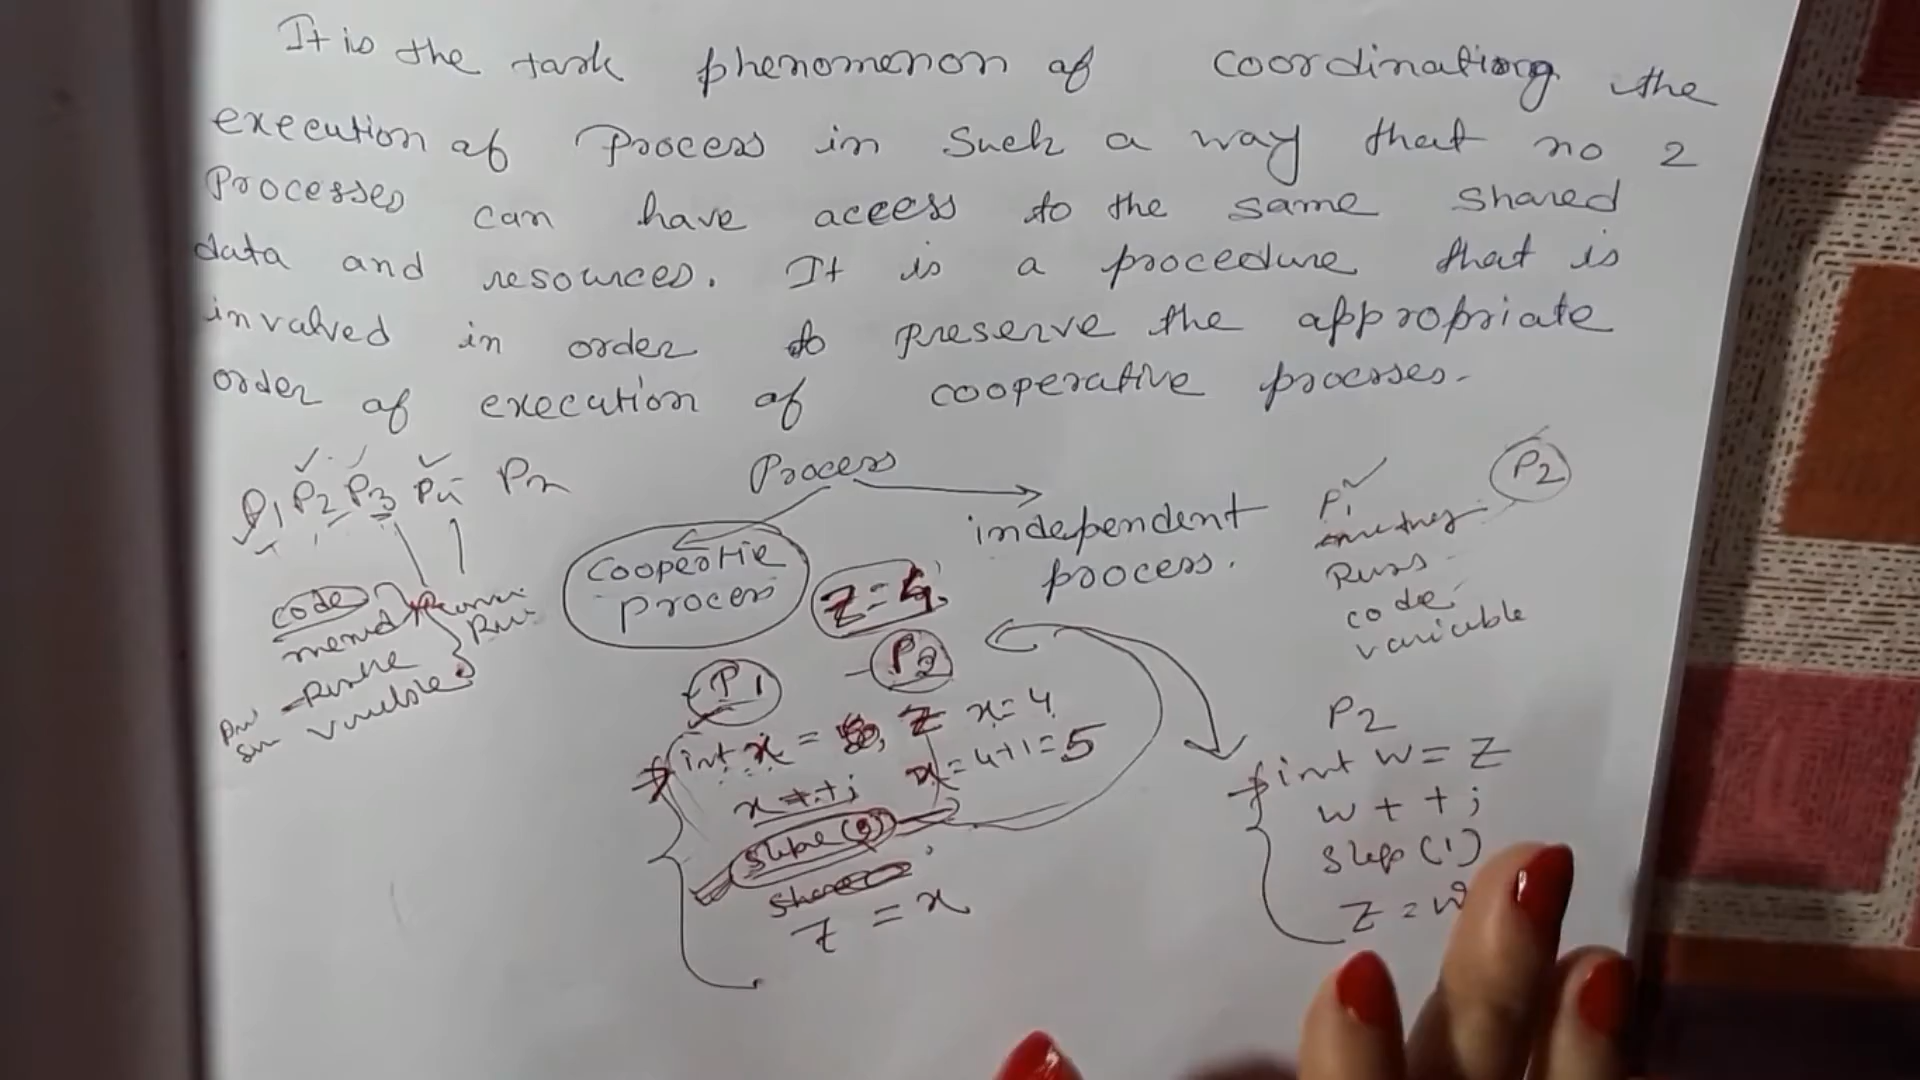 It is the task phenomenon of coordinating the
execution of Process in Such a way that no 2
Processes can have access to the same shared
data and resources. It is a procedure that is
involved in order to preserve the appropriate
order of execution of cooperative processes.
P1 P2 P3 P4 Pn
Process
P2
independent
process.
P1
code
variable
code
Process
Z=4
P1
P2
int x = Z x=4
x++; x=4+1=5
Z = x
P2
int w = Z
w++;
(1)
Z = w